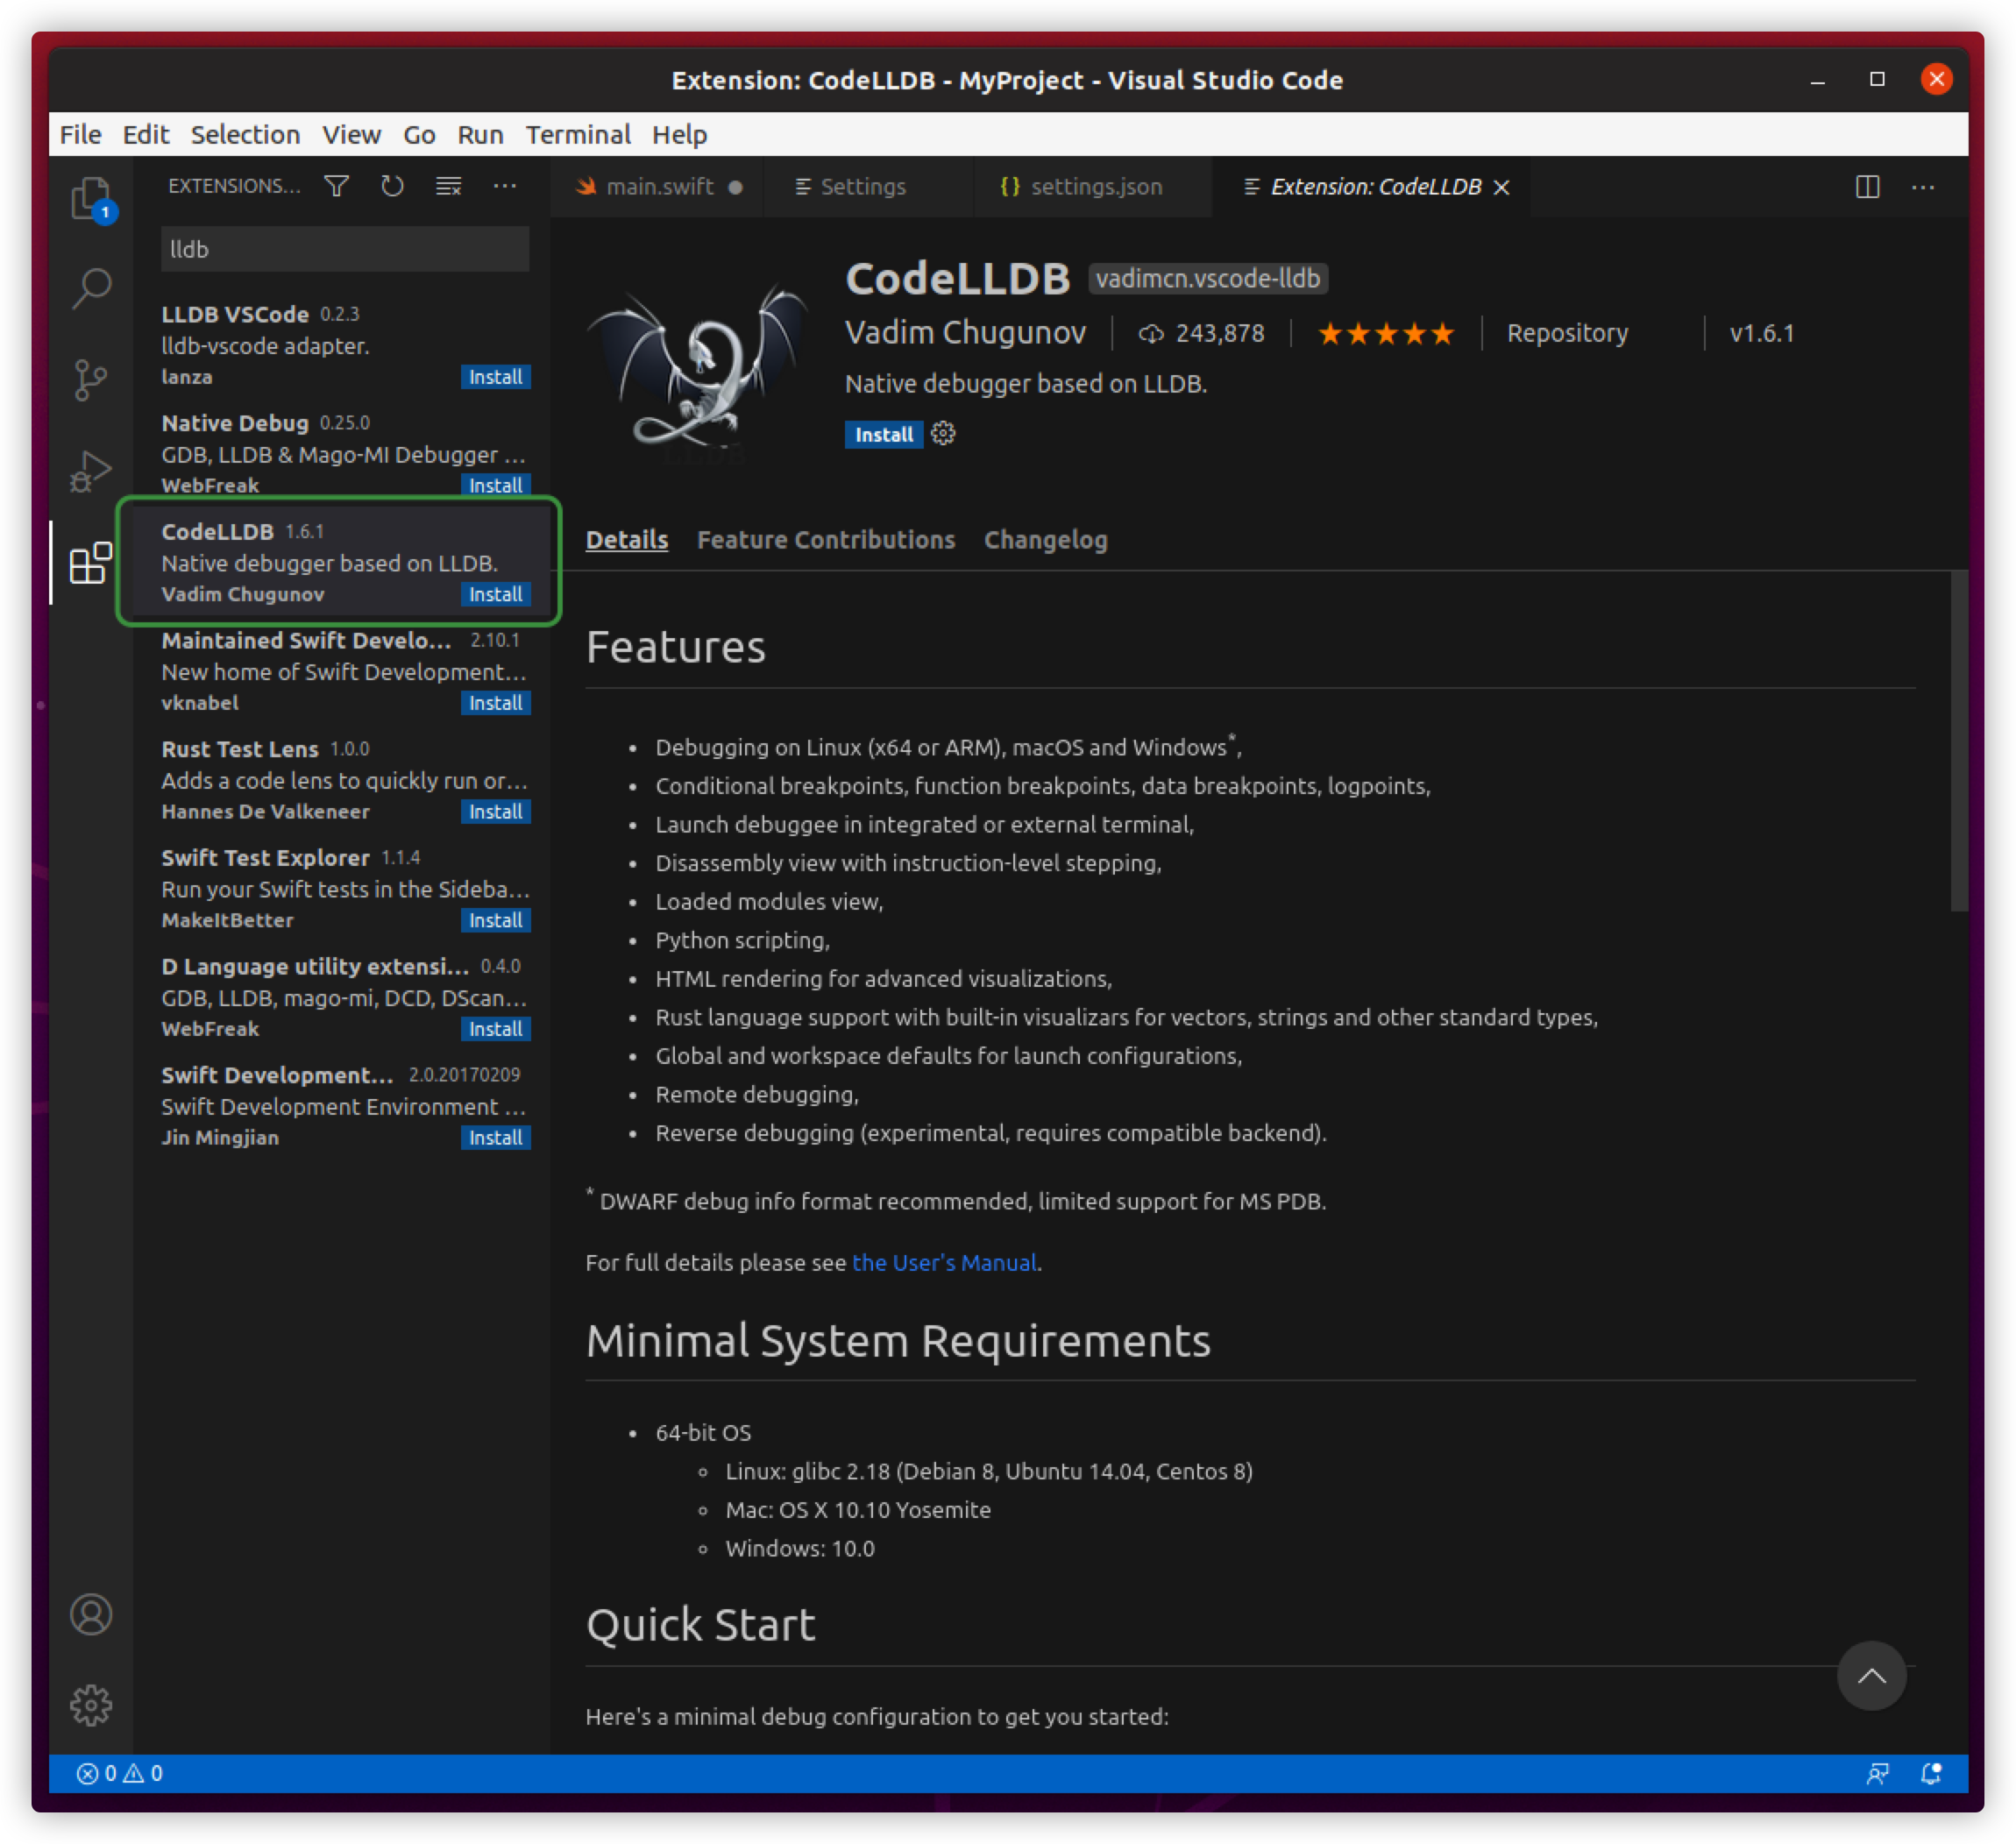 Extension: CodeLLDB - MyProject - Visual Studio Code
File Edit Selection View Go Run Terminal Help
EXTENSIONS...
main.swift
Settings
{} settings.json
Extension: CodeLLDB
1
lldb
LLDB VSCode 0.2.3
lldb-vscode adapter.
lanza Install
Native Debug 0.25.0
GDB, LLDB & Mago-MI Debugger ...
WebFreak Install
CodeLLDB 1.6.1
Native debugger based on LLDB.
Vadim Chugunov Install
Maintained Swift Develo... 2.10.1
New home of Swift Development...
vknabel Install
Rust Test Lens 1.0.0
Adds a code lens to quickly run or...
Hannes De Valkeneer Install
Swift Test Explorer 1.1.4
Run your Swift tests in the Sideba...
MakeItBetter Install
D Language utility extensi... 0.4.0
GDB, LLDB, mago-mi, DCD, DScan...
WebFreak Install
Swift Development... 2.0.20170209
Swift Development Environment ...
Jin Mingjian Install
CodeLLDB vadimcn.vscode-lldb
Vadim Chugunov 243,878 ★★★★★ Repository v1.6.1
Native debugger based on LLDB.
Install
LLDB
Details Feature Contributions Changelog
Features
• Debugging on Linux (x64 or ARM), macOS and Windows*,
• Conditional breakpoints, function breakpoints, data breakpoints, logpoints,
• Launch debuggee in integrated or external terminal,
• Disassembly view with instruction-level stepping,
• Loaded modules view,
• Python scripting,
• HTML rendering for advanced visualizations,
• Rust language support with built-in visualizars for vectors, strings and other standard types,
• Global and workspace defaults for launch configurations,
• Remote debugging,
• Reverse debugging (experimental, requires compatible backend).
* DWARF debug info format recommended, limited support for MS PDB.
For full details please see the User's Manual.
Minimal System Requirements
• 64-bit OS
◦ Linux: glibc 2.18 (Debian 8, Ubuntu 14.04, Centos 8)
◦ Mac: OS X 10.10 Yosemite
◦ Windows: 10.0
Quick Start
Here's a minimal debug configuration to get you started:
0 0